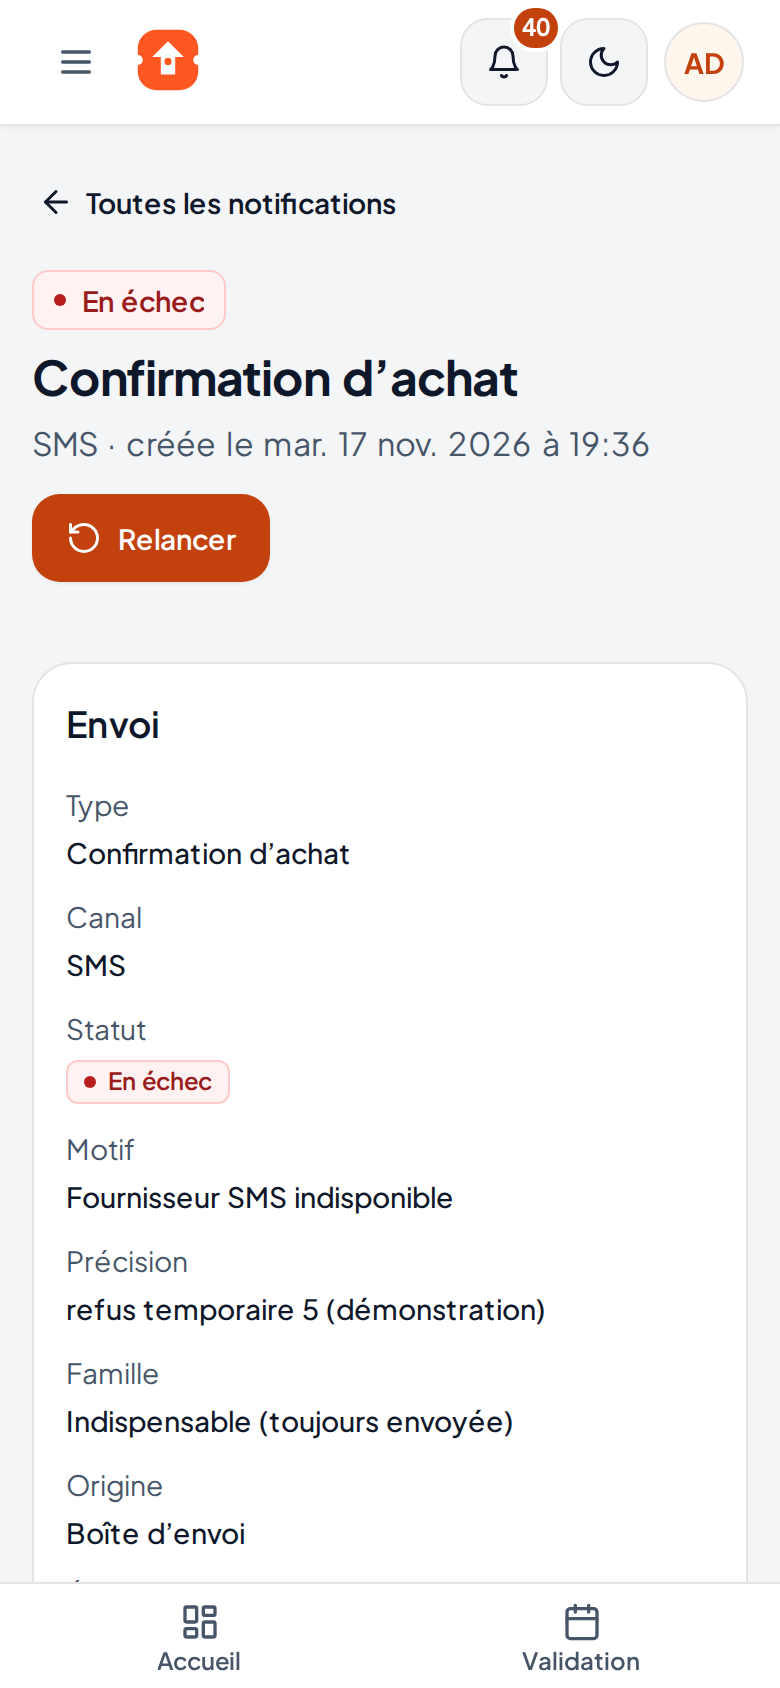 40
AD
Toutes les notifications
En échec
Confirmation d’achat
SMS · créée le mar. 17 nov. 2026 à 19:36
Relancer
Envoi
Type
Confirmation d’achat
Canal
SMS
Statut
En échec
Motif
Fournisseur SMS indisponible
Précision
refus temporaire 5 (démonstration)
Famille
Indispensable (toujours envoyée)
Origine
Boîte d’envoi
Accueil
Validation